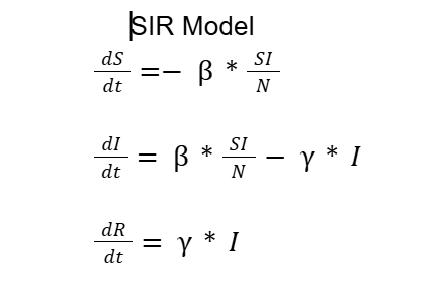 SIR Model
dS/dt =− β * SI/N
dI/dt = β * SI/N − γ * I
dR/dt = γ * I